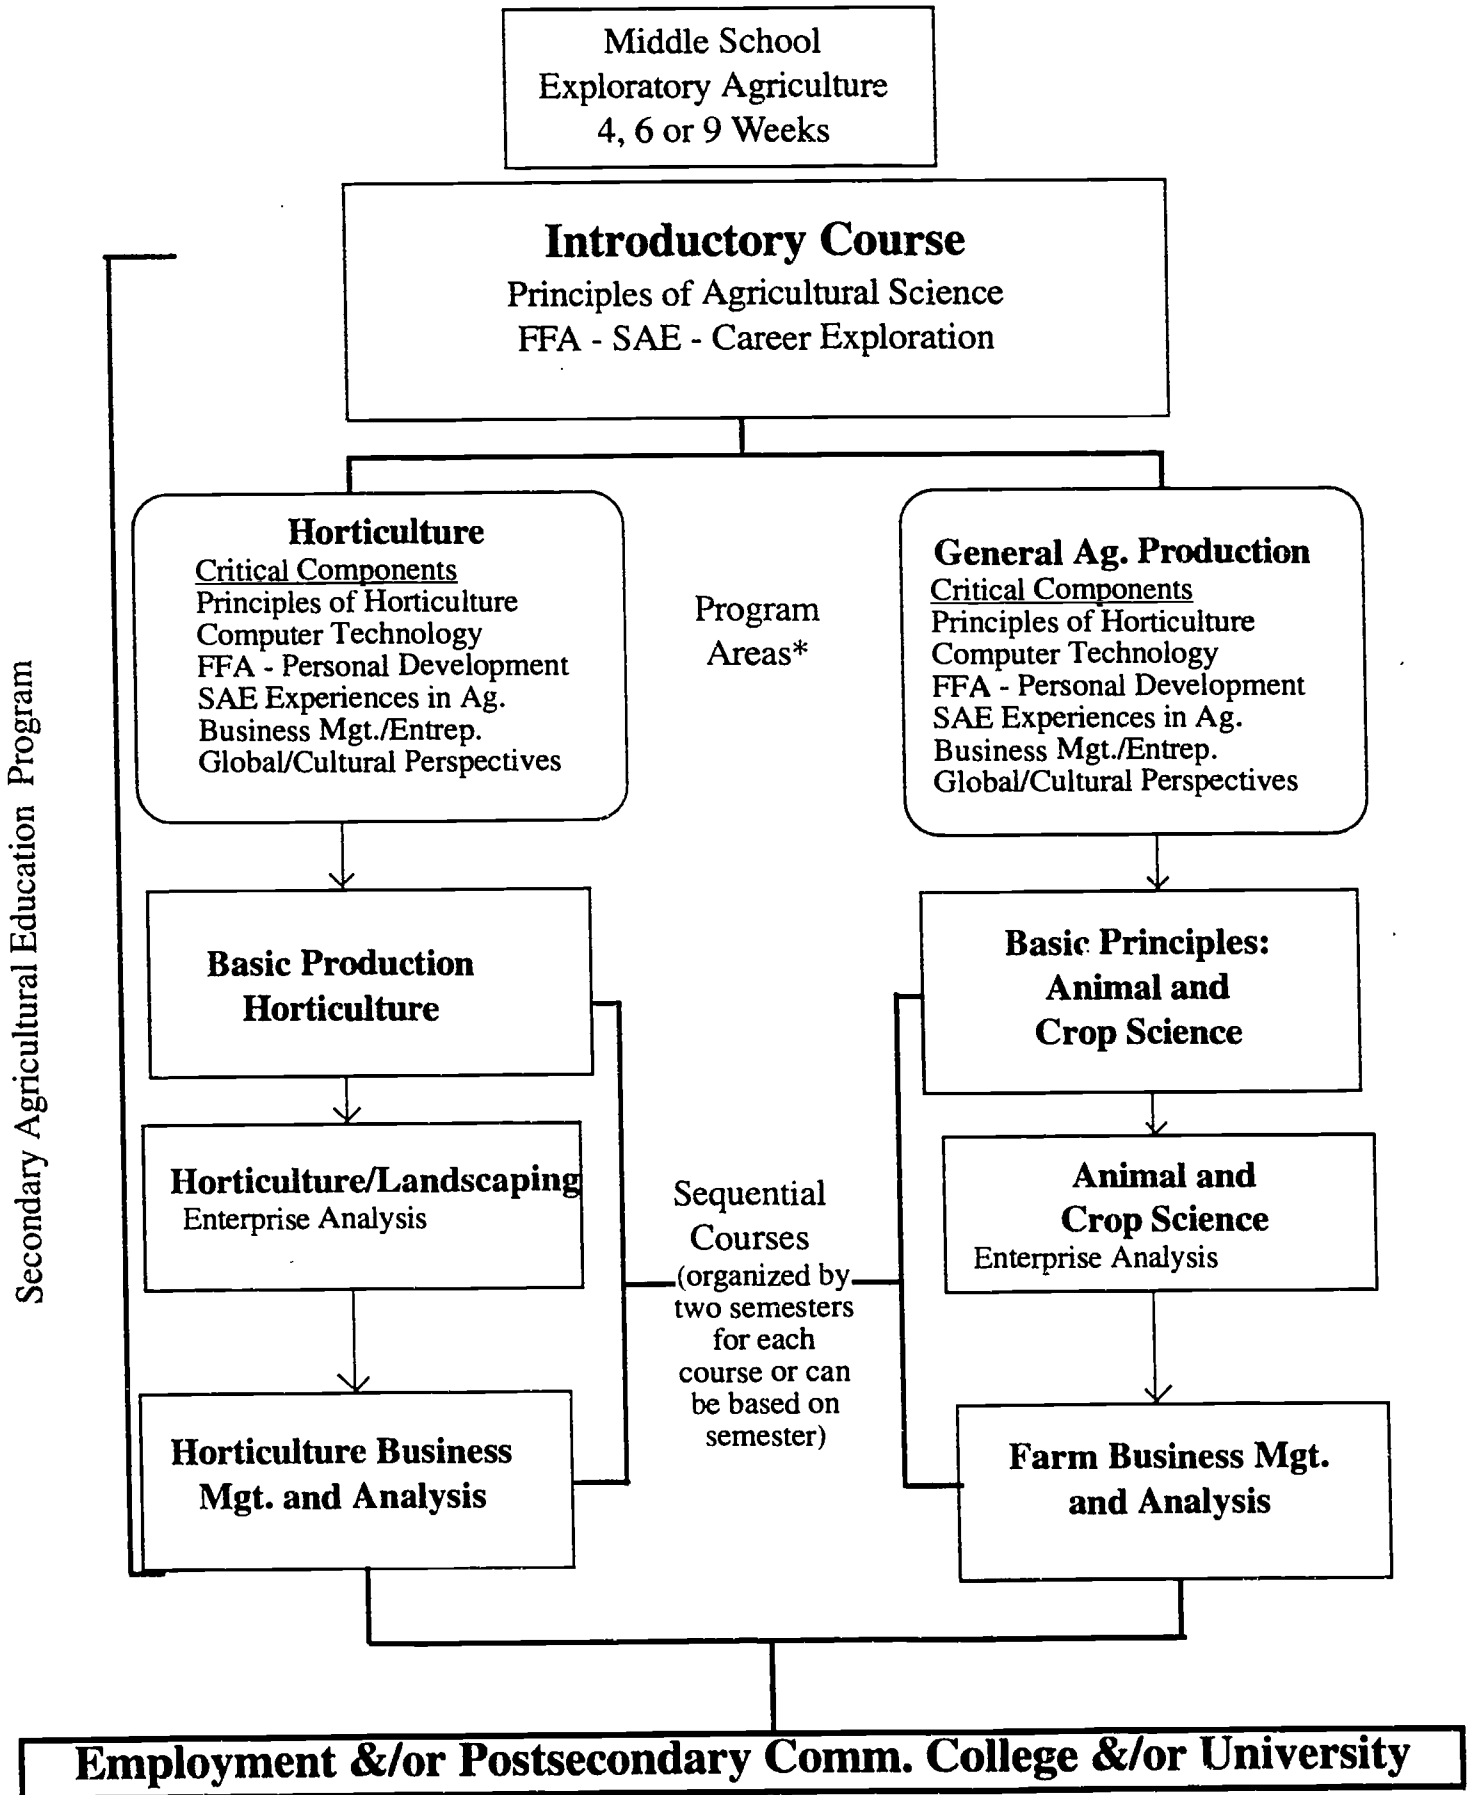 Middle School
Exploratory Agriculture
4, 6 or 9 Weeks
Introductory Course
Principles of Agricultural Science
FFA - SAE - Career Exploration
Secondary Agricultural Education Program
Horticulture
Critical Components
Principles of Horticulture
Computer Technology
FFA - Personal Development
SAE Experiences in Ag.
Business Mgt./Entrep.
Global/Cultural Perspectives
Program
Areas*
General Ag. Production
Critical Components
Principles of Horticulture
Computer Technology
FFA - Personal Development
SAE Experiences in Ag.
Business Mgt./Entrep.
Global/Cultural Perspectives
Basic Production
Horticulture
Basic Principles:
Animal and
Crop Science
Horticulture/Landscaping
Enterprise Analysis
Sequential
Courses
(organized by
two semesters
for each
course or can
be based on
semester)
Animal and
Crop Science
Enterprise Analysis
Horticulture Business
Mgt. and Analysis
Farm Business Mgt.
and Analysis
Employment &/or Postsecondary Comm. College &/or University